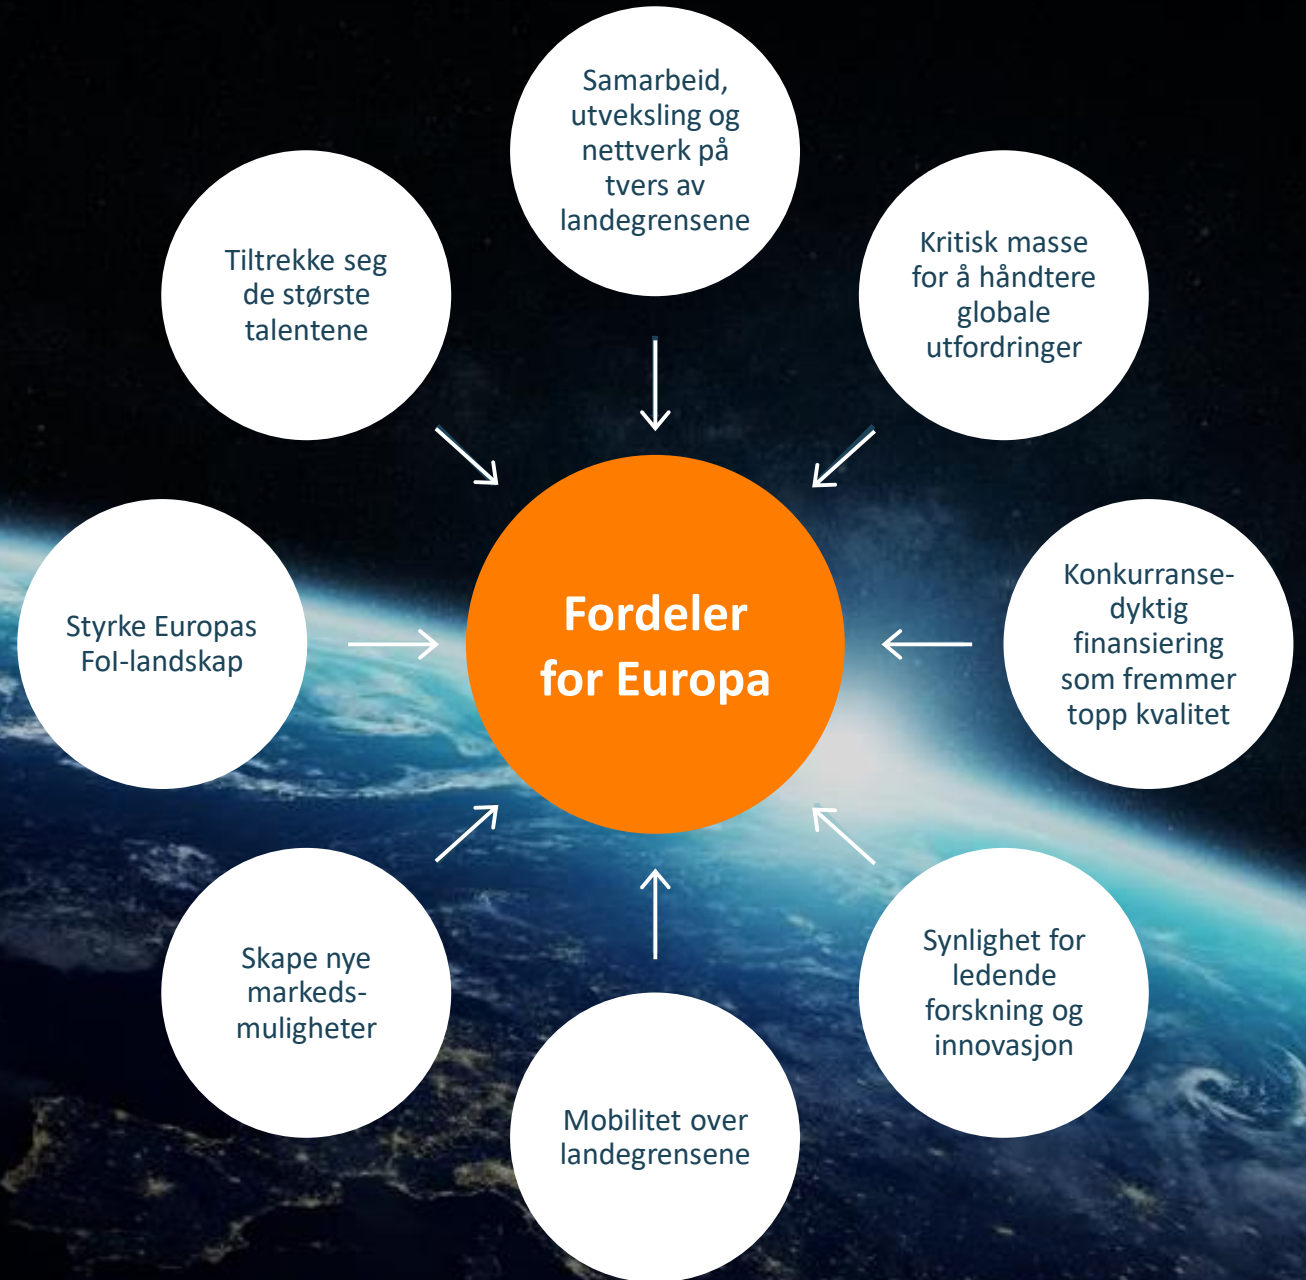 Samarbeid,
utveksling og
nettverk på
tvers av
landegrensene
Kritisk masse
for å håndtere
globale
utfordringer
Konkurranse-
dyktig
finansiering
som fremmer
topp kvalitet
Synlighet for
ledende
forskning og
innovasjon
Mobilitet over
landegrensene
Skape nye
markeds-
muligheter
Styrke Europas
FoI-landskap
Tiltrekke seg
de største
talentene
Fordeler
for Europa